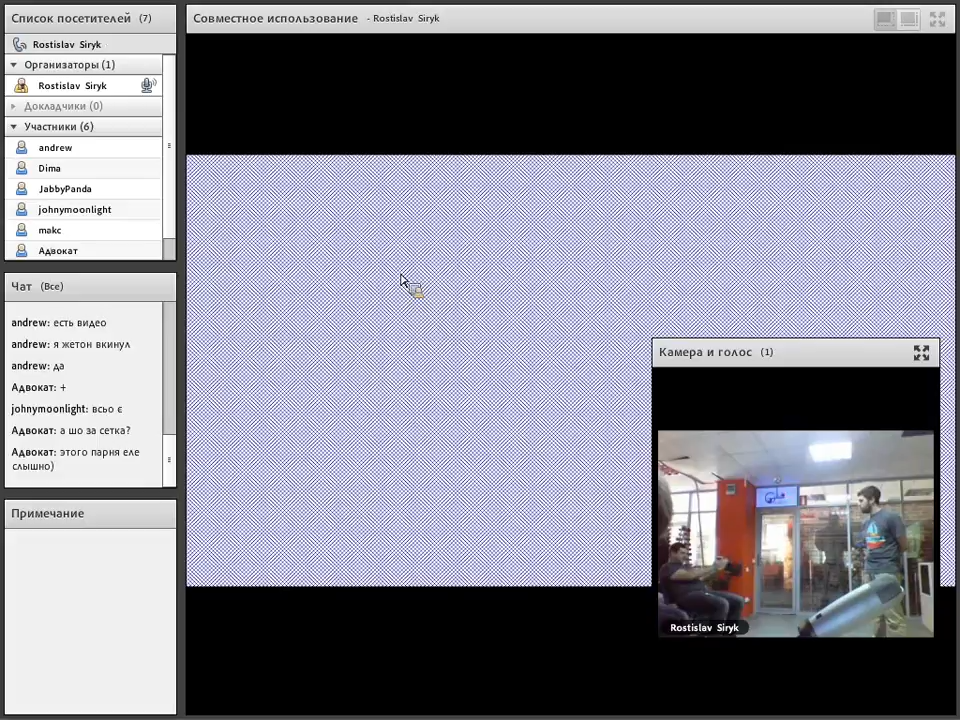 Список посетителей (7)
Rostislav Siryk
Организаторы (1)
Rostislav Siryk
Докладчики (0)
Участники (6)
andrew
Dima
JabbyPanda
johnymoonlight
макс
Адвокат
Чат (Все)
andrew: есть видео
andrew: я жетон вкинул
andrew: да
Адвокат: +
johnymoonlight: всьо є
Адвокат: а шо за сетка?
Адвокат: этого парня еле
слышно)
Примечание
Совместное использование - Rostislav Siryk
Камера и голос (1)
Rostislav Siryk